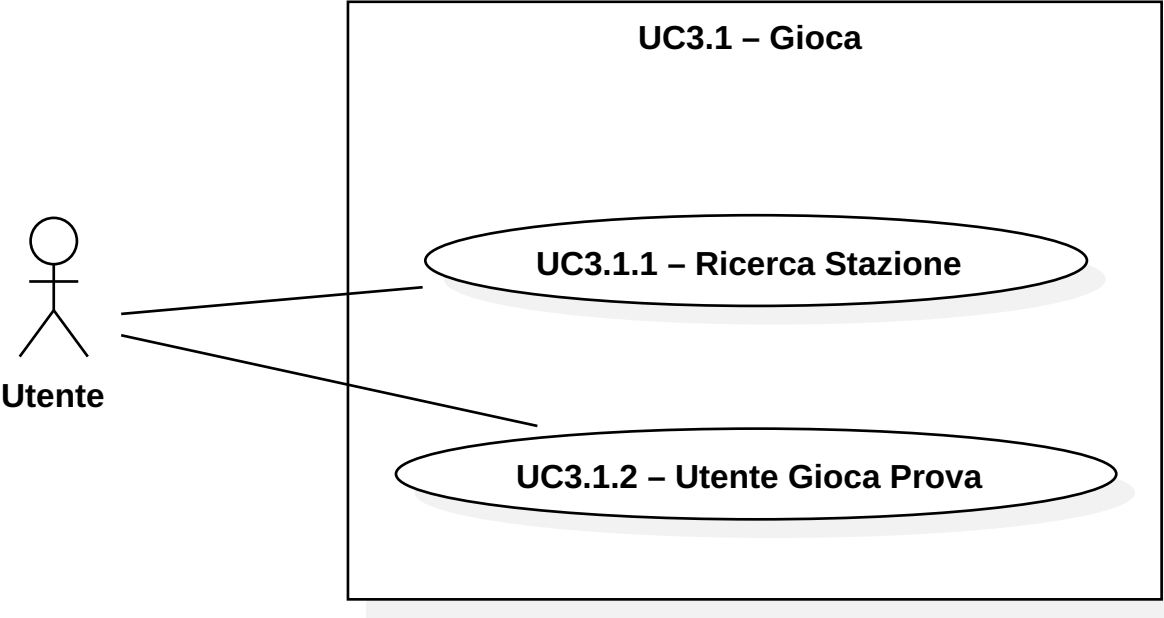 UC3.1 – Gioca
UC3.1.1 – Ricerca Stazione
Utente
UC3.1.2 – Utente Gioca Prova